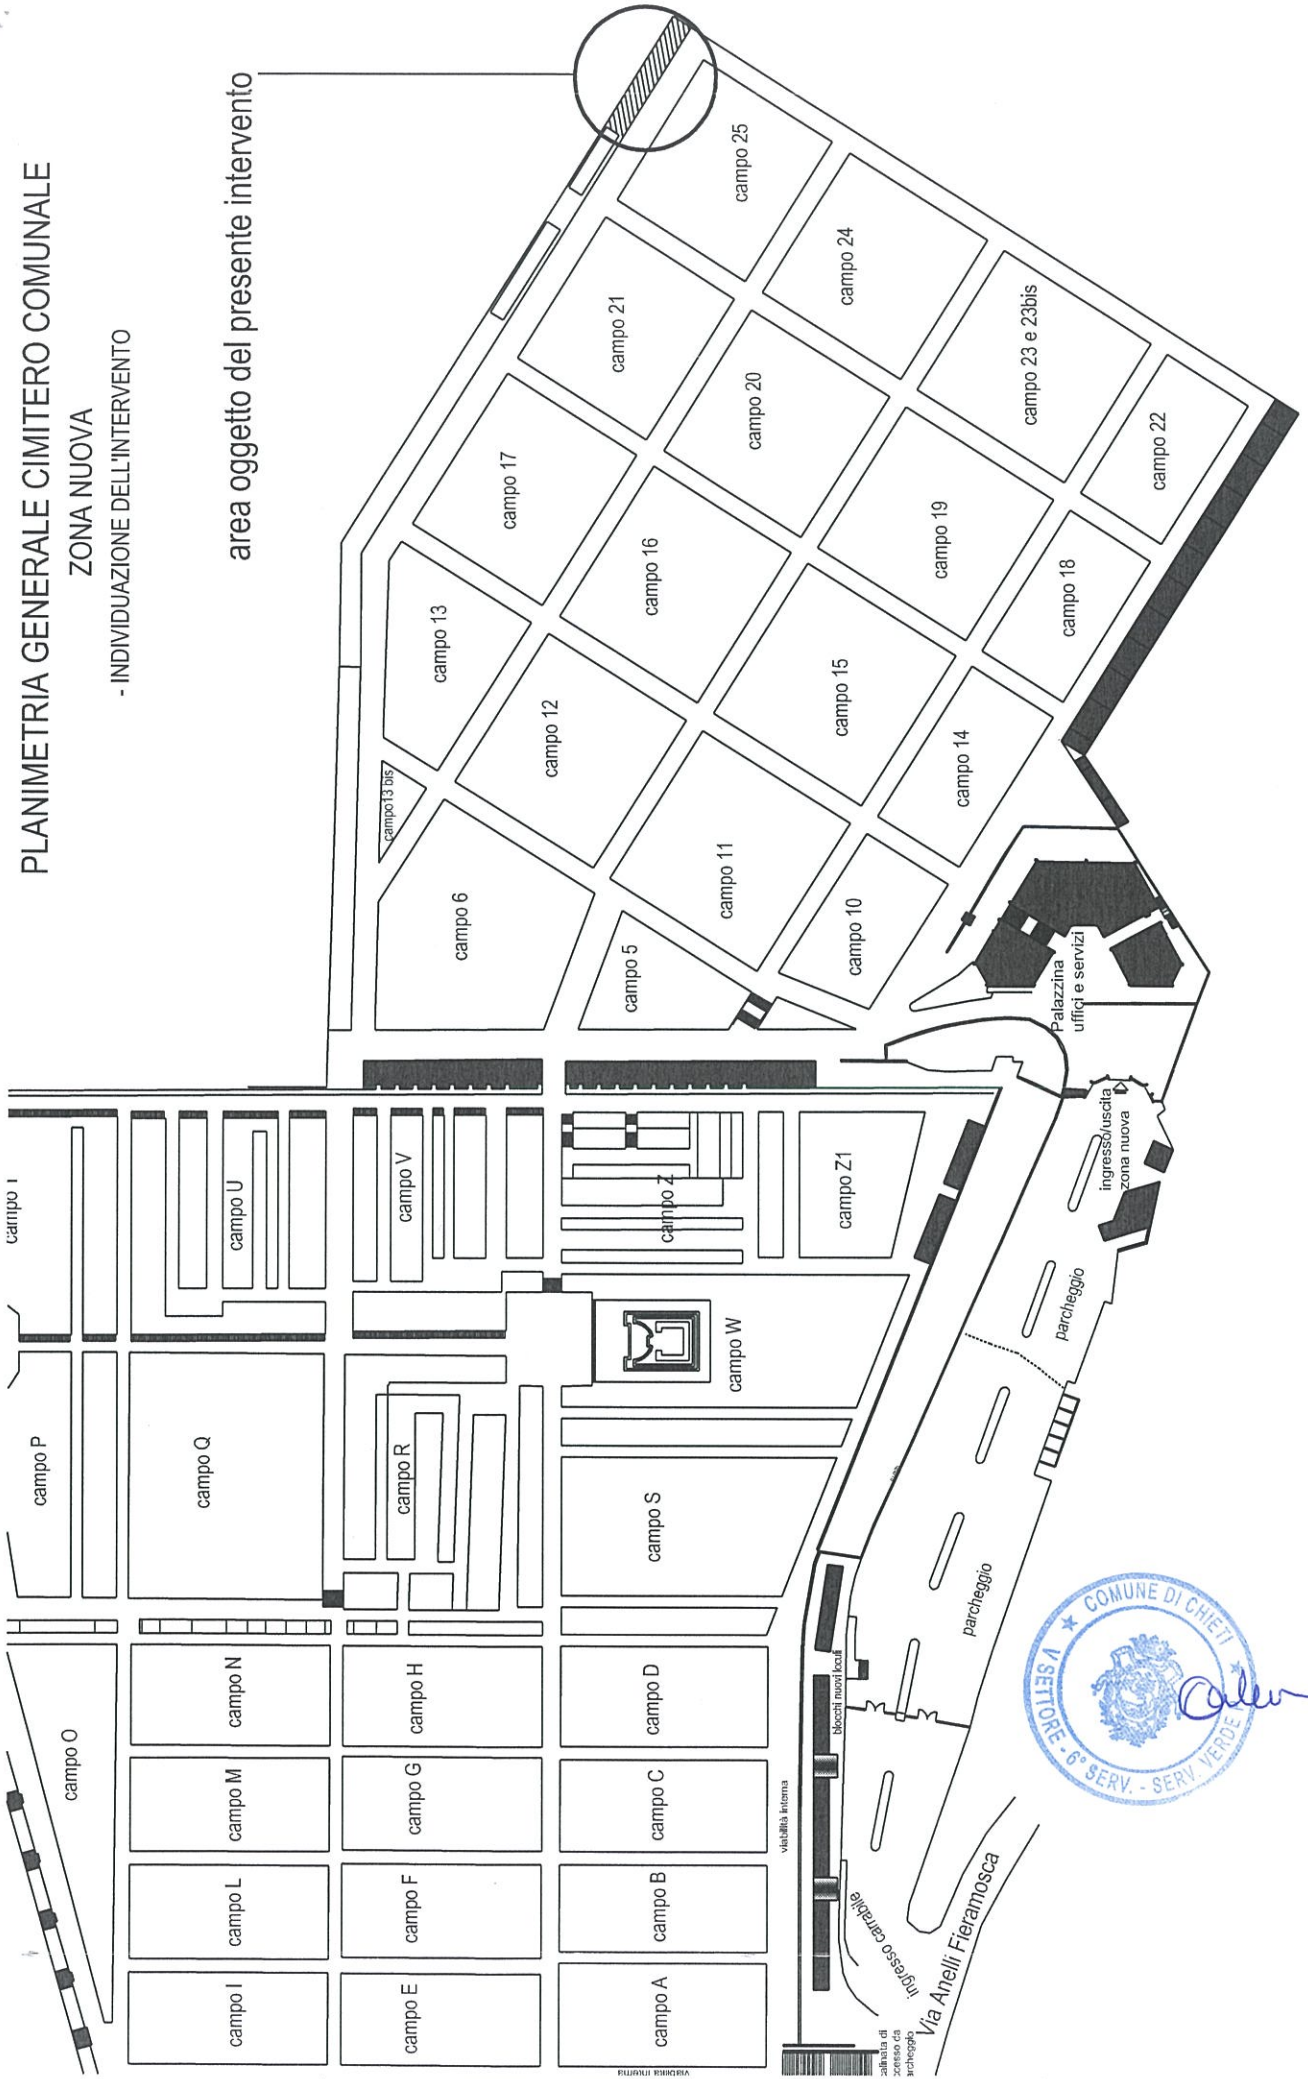 PLANIMETRIA GENERALE CIMITERO COMUNALE
ZONA NUOVA
- INDIVIDUAZIONE DELL'INTERVENTO
area oggetto del presente intervento
campo 25
campo 24
campo 23 e 23bis
campo 22
campo 21
campo 20
campo 19
campo 18
campo 17
campo 16
campo 15
campo 14
campo 13
campo 12
campo 11
campo 10
campo13 bis
campo 6
campo 5
Palazzina
uffici e servizi
ingresso/uscita
zona nuova
campo U
campo V
campo Z
campo Z1
campo W
campo P
campo Q
campo R
campo S
parcheggio
parcheggio
campo O
campo N
campo H
campo D
campo M
campo G
campo C
campo L
campo F
campo B
campo I
campo E
campo A
blocchi nuovi loculi
viabilità interna
viabilità interna
ingresso carrabile
Via Anelli Fieramosca
COMUNE DI CHIETI
V SETTORE - 6° SERV. - SERV. VERDE